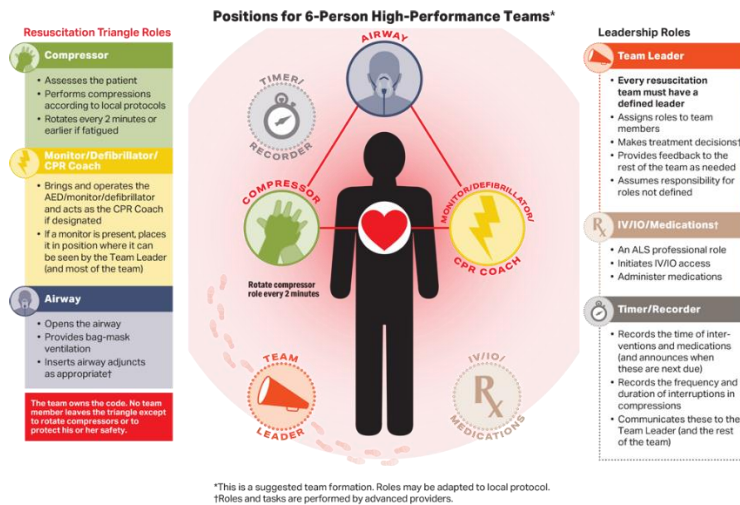 Positions for 6-Person High-Performance Teams*
Resuscitation Triangle Roles
Compressor
• Assesses the patient
• Performs compressions
according to local protocols
• Rotates every 2 minutes or
earlier if fatigued
Monitor/Defibrillator/
CPR Coach
• Brings and operates the
AED/monitor/defibrillator
and acts as the CPR Coach
if designated
• If a monitor is present, places
it in position where it can
be seen by the Team Leader
(and most of the team)
Airway
• Opens the airway
• Provides bag-mask
ventilation
• Inserts airway adjuncts
as appropriate†
The team owns the code. No team
member leaves the triangle except
to rotate compressors or to
protect his or her safety.
AIRWAY
TIMER/
RECORDER
COMPRESSOR
MONITOR/DEFIBRILLATOR/
CPR COACH
Rotate compressor
role every 2 minutes
TEAM
LEADER
IV/IO/
MEDICATIONS
Rx
Leadership Roles
Team Leader
• Every resuscitation
team must have a
defined leader
• Assigns roles to team
members
• Makes treatment decisions†
• Provides feedback to the
rest of the team as needed
• Assumes responsibility for
roles not defined
Rx
IV/IO/Medications†
• An ALS professional role
• Initiates IV/IO access
• Administer medications
Timer/Recorder
• Records the time of inter-
ventions and medications
(and announces when
these are next due)
• Records the frequency and
duration of interruptions in
compressions
• Communicates these to the
Team Leader (and the rest
of the team)
*This is a suggested team formation. Roles may be adapted to local protocol.
†Roles and tasks are performed by advanced providers.